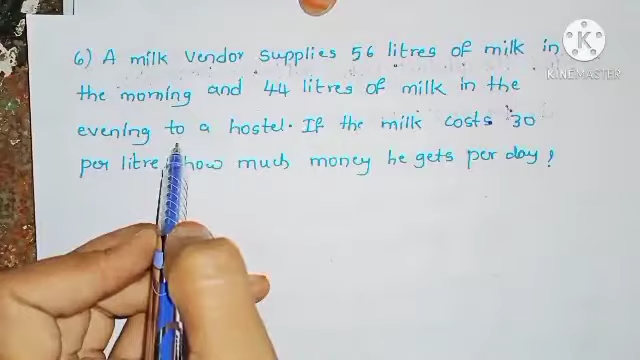 6) A milk vendor supplies 56 litres of milk in
the morning and 44 litres of milk in the
evening to a hostel. If the milk costs 30
per litre how much money he gets per day?
KINEMASTER